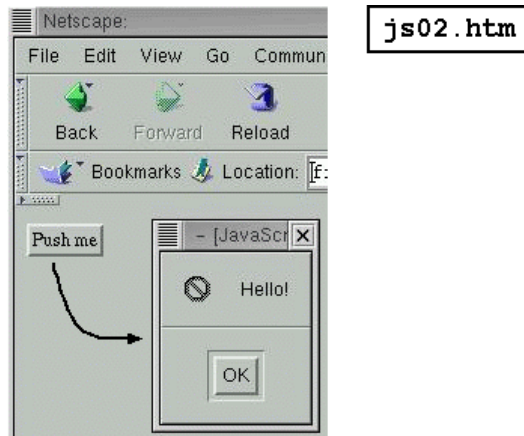 Netscape:
js02.htm
File Edit View Go Commun
Back Forward Reload
Bookmarks Location: f:
Push me
- [JavaScr
Hello!
OK